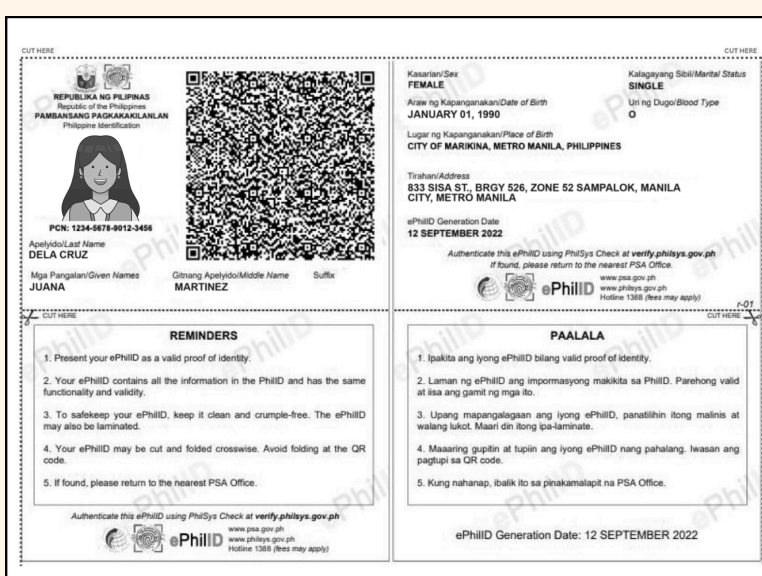 CUT HERE
CUT HERE
REPUBLIKA NG PILIPINAS
Republic of the Philippines
PAMBANSANG PAGKAKAKILANLAN
Philippine Identification
PCN: 1234-5678-9012-3456
Apelyido/Last Name
DELA CRUZ
Mga Pangalan/Given Names Gitnang Apelyido/Middle Name Suffix
JUANA MARTINEZ
Kasarian/Sex Kalagayang Sibil/Marital Status
FEMALE SINGLE
Araw ng Kapanganakan/Date of Birth Uri ng Dugo/Blood Type
JANUARY 01, 1990 O
Lugar ng Kapanganakan/Place of Birth
CITY OF MARIKINA, METRO MANILA, PHILIPPINES
Tirahan/Address
833 SISA ST., BRGY 526, ZONE 52 SAMPALOK, MANILA
CITY, METRO MANILA
ePhilID Generation Date
12 SEPTEMBER 2022
Authenticate this ePhilID using PhilSys Check at verify.philsys.gov.ph
If found, please return to the nearest PSA Office.
ePhilID
www.psa.gov.ph
www.philsys.gov.ph
Hotline 1388 (fees may apply)
r-01
CUT HERE
CUT HERE
REMINDERS
1. Present your ePhilID as a valid proof of identity.
2. Your ePhilID contains all the information in the PhilID and has the same
functionality and validity.
3. To safekeep your ePhilID, keep it clean and crumple-free. The ePhilID
may also be laminated.
4. Your ePhilID may be cut and folded crosswise. Avoid folding at the QR
code.
5. If found, please return to the nearest PSA Office.
Authenticate this ePhilID using PhilSys Check at verify.philsys.gov.ph
ePhilID
www.psa.gov.ph
www.philsys.gov.ph
Hotline 1388 (fees may apply)
PAALALA
1. Ipakita ang iyong ePhilID bilang valid proof of identity.
2. Laman ng ePhilID ang impormasyong makikita sa PhilID. Parehong valid
at iisa ang gamit ng mga ito.
3. Upang mapangalagaan ang iyong ePhilID, panatilihin itong malinis at
walang lukot. Maari din itong ipa-laminate.
4. Maaaring gupitin at tupiin ang iyong ePhilID nang pahalang. Iwasan ang
pagtupi sa QR code.
5. Kung nahanap, ibalik ito sa pinakamalapit na PSA Office.
ePhilID Generation Date: 12 SEPTEMBER 2022